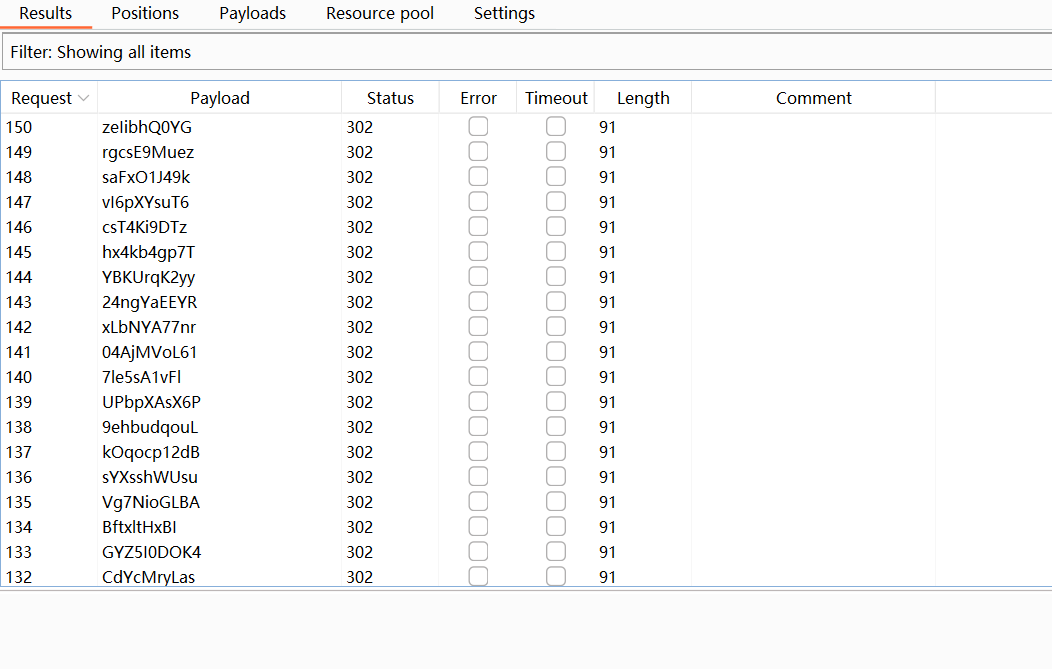 Results Positions Payloads Resource pool Settings
Filter: Showing all items
Request Payload Status Error Timeout Length Comment
150 zeIibhQ0YG 302 91
149 rgcsE9Muez 302 91
148 saFxO1J49k 302 91
147 vI6pXYsuT6 302 91
146 csT4Ki9DTz 302 91
145 hx4kb4gp7T 302 91
144 YBKUrqK2yy 302 91
143 24ngYaEEYR 302 91
142 xLbNYA77nr 302 91
141 04AjMVoL61 302 91
140 7le5sA1vFl 302 91
139 UPbpXAsX6P 302 91
138 9ehbudqouL 302 91
137 kOqocp12dB 302 91
136 sYXsshWUsu 302 91
135 Vg7NioGLBA 302 91
134 BftxltHxBI 302 91
133 GYZ5I0DOK4 302 91
132 CdYcMryLas 302 91